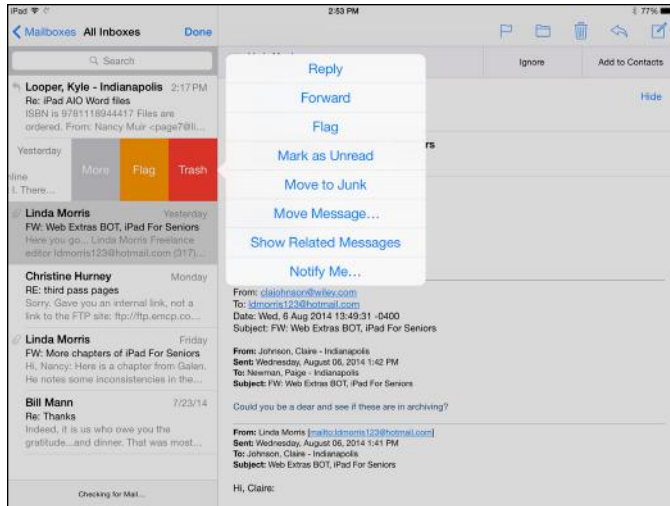 iPad
2:53 PM
77%
Mailboxes All Inboxes Done
Search
Looper, Kyle - Indianapolis 2:17 PM
Re: iPad AIO Word files
ISBN is 9781118944417 Files are
ordered. From: Nancy Muir <page7@li...
Yesterday
nline
I. There...
More
Flag
Trash
Linda Morris Yesterday
FW: Web Extras BOT, iPad For Seniors
Here you go... Linda Morris Freelance
editor ldmorris123@hotmail.com (317)...
Christine Hurney Monday
RE: third pass pages
Sorry. Gave you an internal link, not a
link to the FTP site: ftp://ftp.emcp.co...
Linda Morris Friday
FW: More chapters of iPad For Seniors
Hi, Nancy: Here is a chapter from Galen.
He notes some inconsistencies in the...
Bill Mann 7/23/14
Re: Thanks
Indeed, it is us who owe you the
gratitude...and dinner. That was most...
Checking for Mail...
Reply
Forward
Flag
Mark as Unread
Move to Junk
Move Message...
Show Related Messages
Notify Me...
Ignore
Add to Contacts
Hide
rs
From: clajohnson@wiley.com
To: ldmorris123@hotmail.com
Date: Wed, 6 Aug 2014 13:49:31 -0400
Subject: FW: Web Extras BOT, iPad For Seniors
From: Johnson, Claire - Indianapolis
Sent: Wednesday, August 06, 2014 1:42 PM
To: Newman, Paige - Indianapolis
Subject: FW: Web Extras BOT, iPad For Seniors
Could you be a dear and see if these are in archiving?
From: Linda Morris [mailto:ldmorris123@hotmail.com]
Sent: Wednesday, August 06, 2014 1:41 PM
To: Johnson, Claire - Indianapolis
Subject: Web Extras BOT, iPad For Seniors
Hi, Claire: